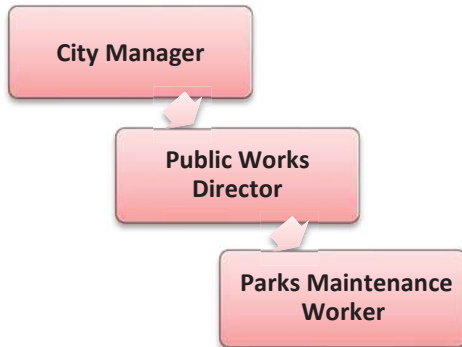 City Manager
Public Works
Director
Parks Maintenance
Worker